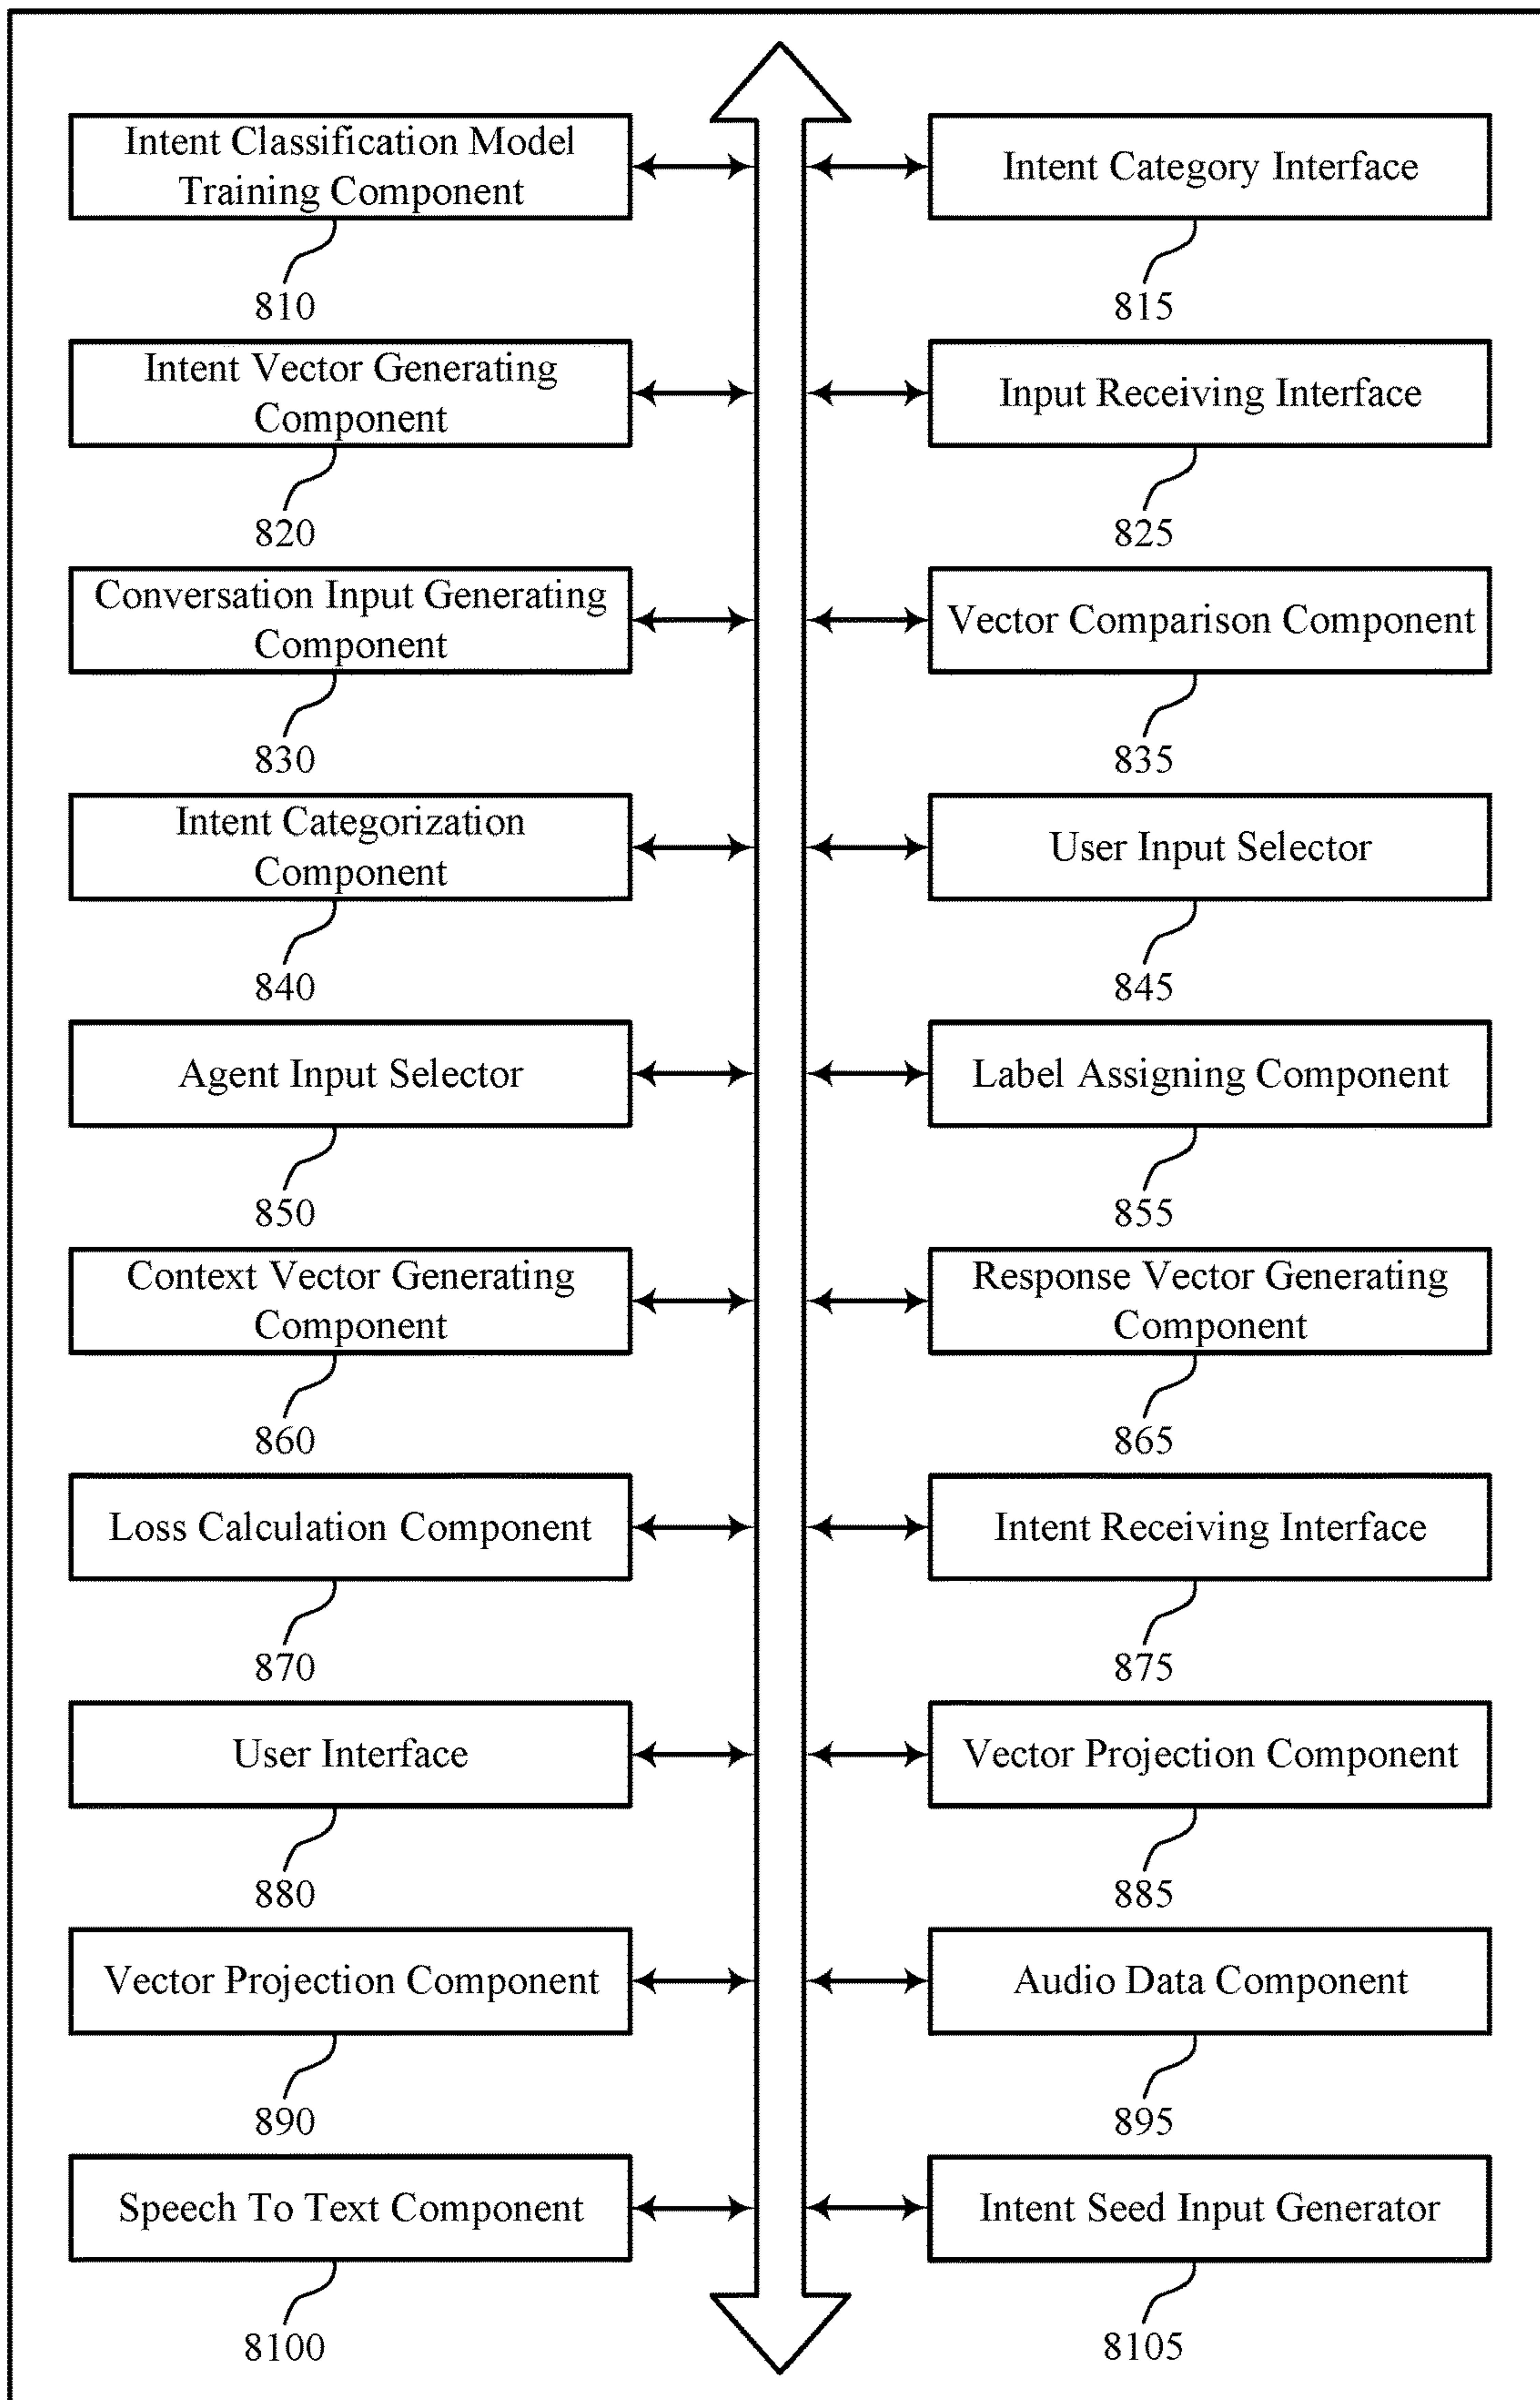 Intent Classification Model
Training Component
810
Intent Category Interface
815
Intent Vector Generating
Component
820
Input Receiving Interface
825
Conversation Input Generating
Component
830
Vector Comparison Component
835
Intent Categorization
Component
840
User Input Selector
845
Agent Input Selector
850
Label Assigning Component
855
Context Vector Generating
Component
860
Response Vector Generating
Component
865
Loss Calculation Component
870
Intent Receiving Interface
875
User Interface
880
Vector Projection Component
885
Vector Projection Component
890
Audio Data Component
895
Speech To Text Component
8100
Intent Seed Input Generator
8105